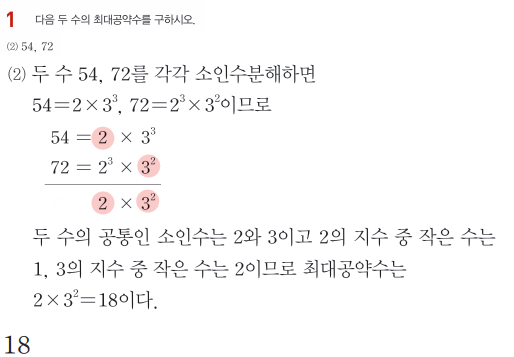 1 다음 두 수의 최대공약수를 구하시오.
(2) 54, 72
(2) 두 수 54, 72를 각각 소인수분해하면
54=2×3³, 72=2³×3²이므로
54 = 2 × 3³
72 = 2³ × 3²
2 × 3²
두 수의 공통인 소인수는 2와 3이고 2의 지수 중 작은 수는
1, 3의 지수 중 작은 수는 2이므로 최대공약수는
2×3²=18이다.
18